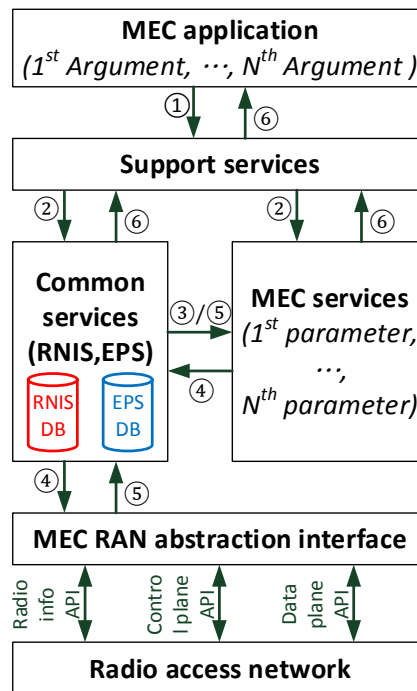 MEC application
(1st Argument, ⋯, Nth Argument )
①
⑥
Support services
②
⑥
②
⑥
Common
services
(RNIS,EPS)
RNIS
DB
EPS
DB
③/⑤
④
MEC services
(1st parameter,
⋯,
Nth parameter)
④
⑤
MEC RAN abstraction interface
Radio
info
API
Contro
l plane
API
Data
plane
API
Radio access network